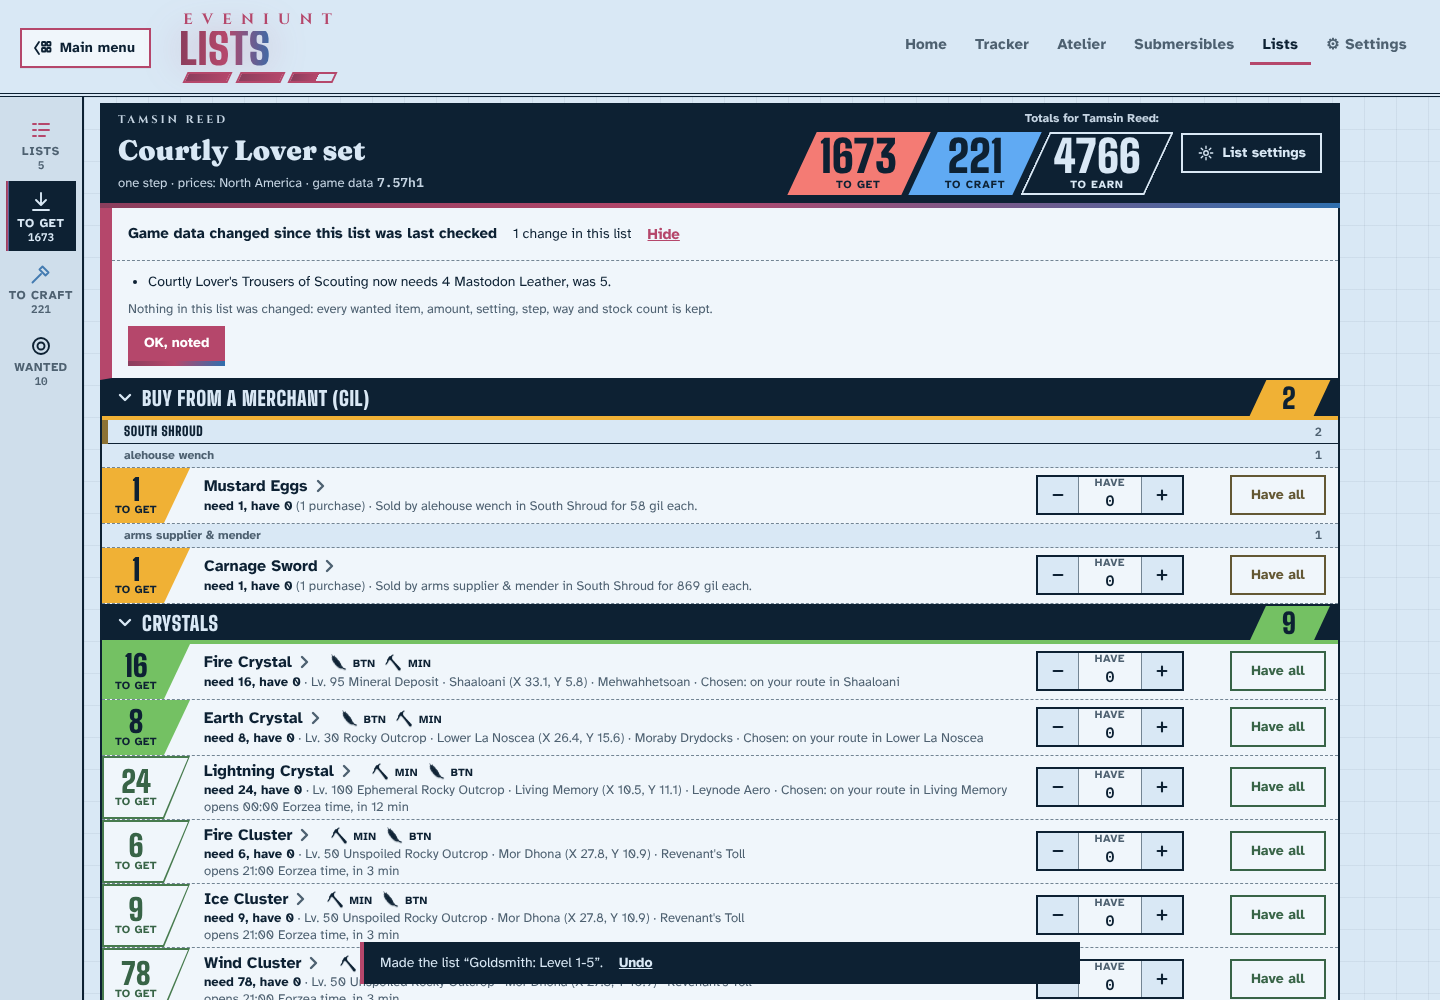 Main menu
EVENIUNT
LISTS
Home
Tracker
Atelier
Submersibles
Lists
⚙ Settings
LISTS
5
TO GET
1673
TO CRAFT
221
WANTED
10
TAMSIN REED
Courtly Lover set
one step · prices: North America · game data 7.57h1
Totals for Tamsin Reed:
1673
TO GET
221
TO CRAFT
4766
TO EARN
List settings
Game data changed since this list was last checked 1 change in this list Hide
• Courtly Lover's Trousers of Scouting now needs 4 Mastodon Leather, was 5.
Nothing in this list was changed: every wanted item, amount, setting, step, way and stock count is kept.
OK, noted
BUY FROM A MERCHANT (GIL) 2
SOUTH SHROUD 2
alehouse wench 1
1
TO GET
Mustard Eggs
need 1, have 0 (1 purchase) · Sold by alehouse wench in South Shroud for 58 gil each.
− HAVE 0 +
Have all
arms supplier & mender 1
1
TO GET
Carnage Sword
need 1, have 0 (1 purchase) · Sold by arms supplier & mender in South Shroud for 869 gil each.
− HAVE 0 +
Have all
CRYSTALS 9
16
TO GET
Fire Crystal BTN MIN
need 16, have 0 · Lv. 95 Mineral Deposit · Shaaloani (X 33.1, Y 5.8) · Mehwahhetsoan · Chosen: on your route in Shaaloani
− HAVE 0 +
Have all
8
TO GET
Earth Crystal BTN MIN
need 8, have 0 · Lv. 30 Rocky Outcrop · Lower La Noscea (X 26.4, Y 15.6) · Moraby Drydocks · Chosen: on your route in Lower La Noscea
− HAVE 0 +
Have all
24
TO GET
Lightning Crystal MIN BTN
need 24, have 0 · Lv. 100 Ephemeral Rocky Outcrop · Living Memory (X 10.5, Y 11.1) · Leynode Aero · Chosen: on your route in Living Memory
opens 00:00 Eorzea time, in 12 min
− HAVE 0 +
Have all
6
TO GET
Fire Cluster MIN BTN
need 6, have 0 · Lv. 50 Unspoiled Rocky Outcrop · Mor Dhona (X 27.8, Y 10.9) · Revenant's Toll
opens 21:00 Eorzea time, in 3 min
− HAVE 0 +
Have all
9
TO GET
Ice Cluster MIN BTN
need 9, have 0 · Lv. 50 Unspoiled Rocky Outcrop · Mor Dhona (X 27.8, Y 10.9) · Revenant's Toll
opens 21:00 Eorzea time, in 3 min
− HAVE 0 +
Have all
78
TO GET
Wind Cluster
need 78, have 0 · Lv. 50
opens 21:00 Eorzea time, in 3 min
− HAVE 0 +
Have all
Made the list “Goldsmith: Level 1-5”. Undo